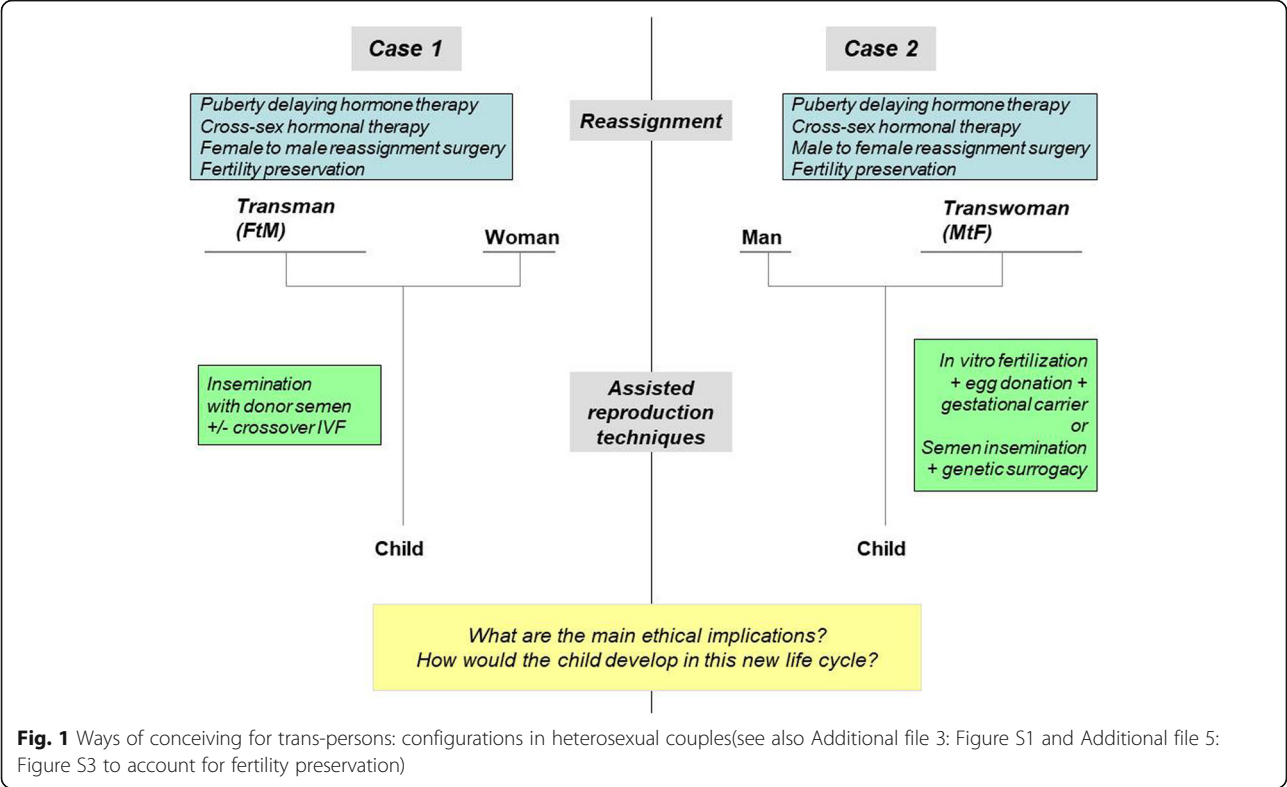 Case 1
Case 2
Puberty delaying hormone therapy
Cross-sex hormonal therapy
Female to male reassignment surgery
Fertility preservation
Reassignment
Puberty delaying hormone therapy
Cross-sex hormonal therapy
Male to female reassignment surgery
Fertility preservation
Transman
(FtM)
Woman
Man
Transwoman
(MtF)
Insemination
with donor semen
+/- crossover IVF
Assisted
reproduction
techniques
In vitro fertilization
+ egg donation +
gestational carrier
or
Semen insemination
+ genetic surrogacy
Child
Child
What are the main ethical implications?
How would the child develop in this new life cycle?
Fig. 1 Ways of conceiving for trans-persons: configurations in heterosexual couples(see also Additional file 3: Figure S1 and Additional file 5:
Figure S3 to account for fertility preservation)